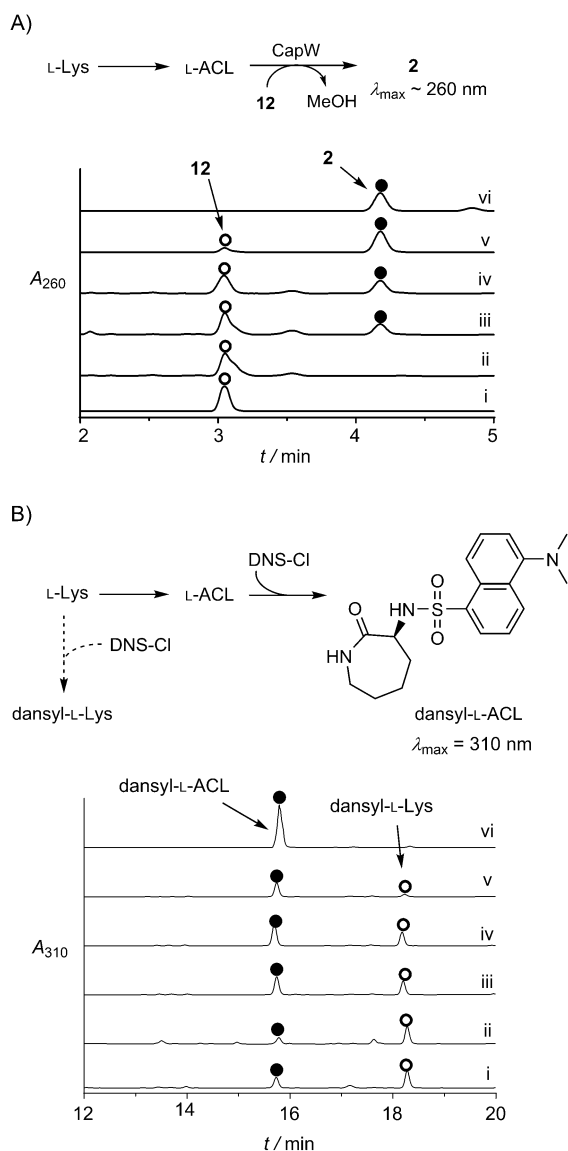 A)
CapW
L-Lys L-ACL 2
12 MeOH λmax ~ 260 nm
2
12
vi
v
A260
iv
iii
ii
i
2 3 4 5
t / min
B)
DNS-Cl
N
L-Lys L-ACL
O
HN S
O
O
DNS-Cl
HN
dansyl-L-Lys
dansyl-L-ACL
λmax = 310 nm
dansyl-L-ACL
dansyl-L-Lys
vi
v
A310
iv
iii
ii
i
12 14 16 18 20
t / min